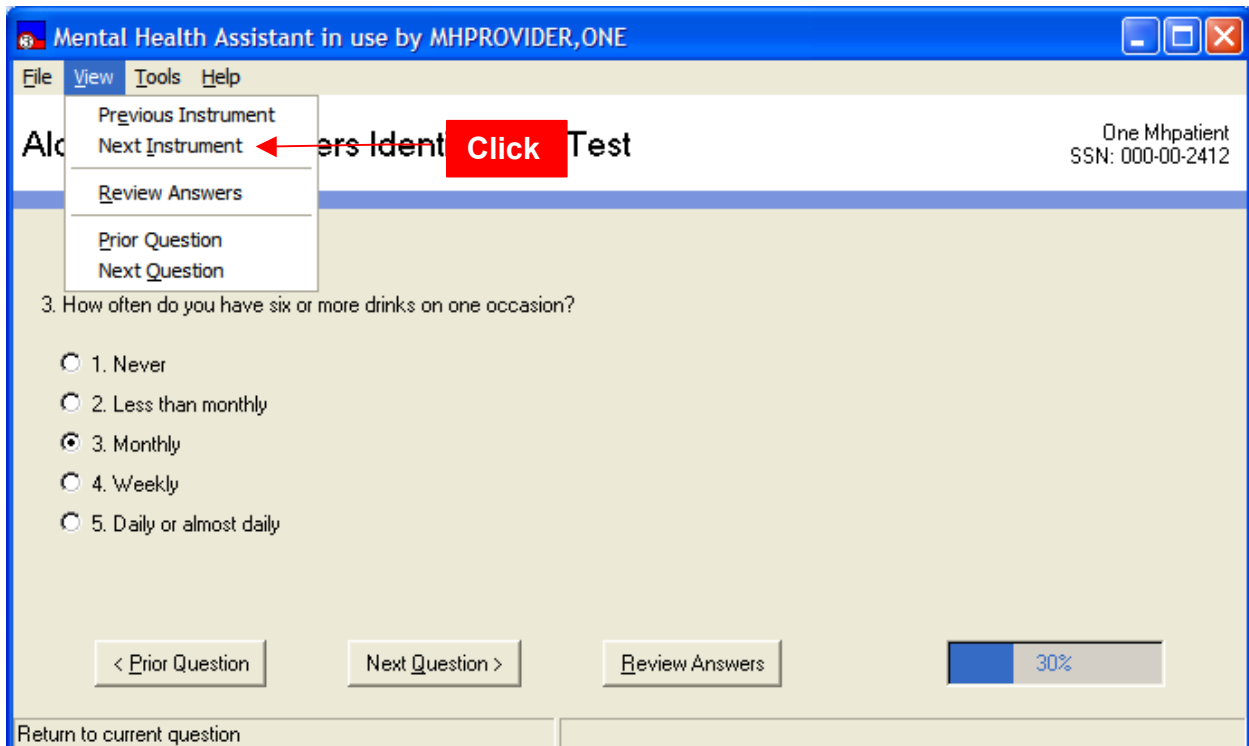 Mental Health Assistant in use by MHPROVIDER,ONE
File View Tools Help
Previous Instrument
Next Instrument
Review Answers
Prior Question
Next Question
Click
Test
One Mhpatient
SSN: 000-00-2412
3. How often do you have six or more drinks on one occasion?
1. Never
2. Less than monthly
3. Monthly
4. Weekly
5. Daily or almost daily
< Prior Question Next Question > Review Answers 30%
Return to current question